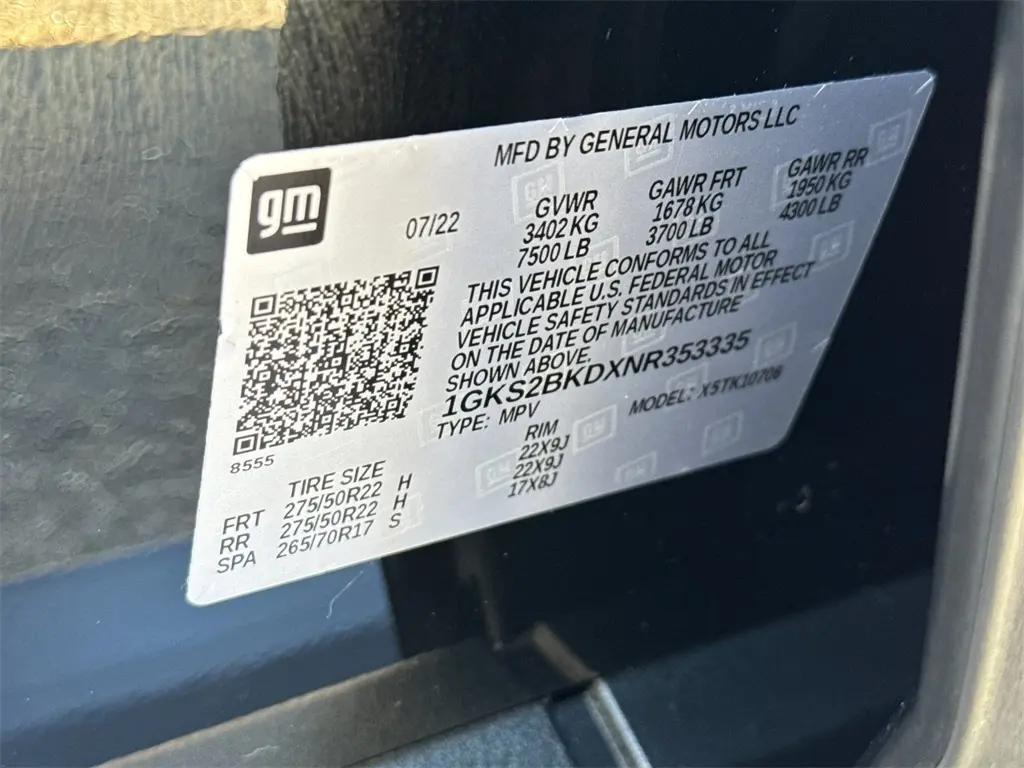 MFD BY GENERAL MOTORS LLC
gm
07/22
GVWR
3402 KG
7500 LB
GAWR FRT
1678 KG
3700 LB
GAWR RR
1950 KG
4300 LB
THIS VEHICLE CONFORMS TO ALL
APPLICABLE U.S. FEDERAL MOTOR
VEHICLE SAFETY STANDARDS IN EFFECT
ON THE DATE OF MANUFACTURE
SHOWN ABOVE.
1GKS2BKDXNR353335
TYPE: MPV
MODEL: X5TK10706
8555
TIRE SIZE
RIM
FRT 275/50R22 H 22X9J
RR 275/50R22 H 22X9J
SPA 265/70R17 S 17X8J